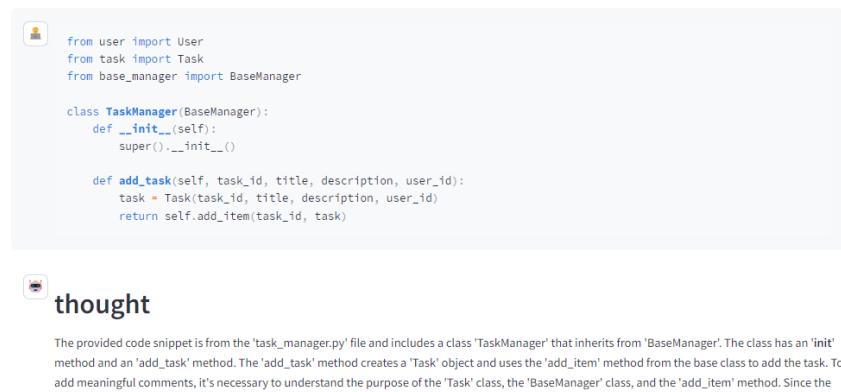 from user import User
from task import Task
from base_manager import BaseManager
class TaskManager(BaseManager):
def __init__(self):
super().__init__()
def add_task(self, task_id, title, description, user_id):
task = Task(task_id, title, description, user_id)
return self.add_item(task_id, task)
thought
The provided code snippet is from the 'task_manager.py' file and includes a class 'TaskManager' that inherits from 'BaseManager'. The class has an 'init'
method and an 'add_task' method. The 'add_task' method creates a 'Task' object and uses the 'add_item' method from the base class to add the task. To
add meaningful comments, it's necessary to understand the purpose of the 'Task' class, the 'BaseManager' class, and the 'add_item' method. Since the